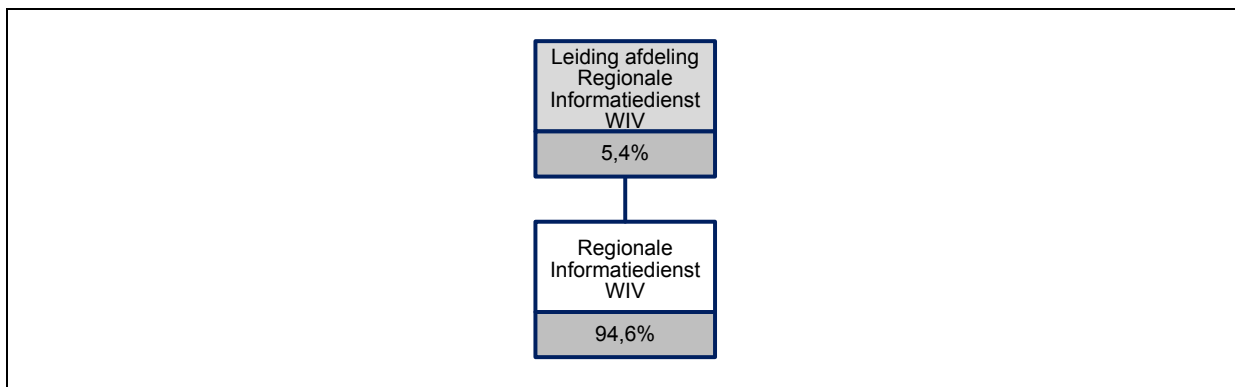 Leiding afdeling
Regionale
Informatiedienst
WIV
5,4%
Regionale
Informatiedienst
WIV
94,6%